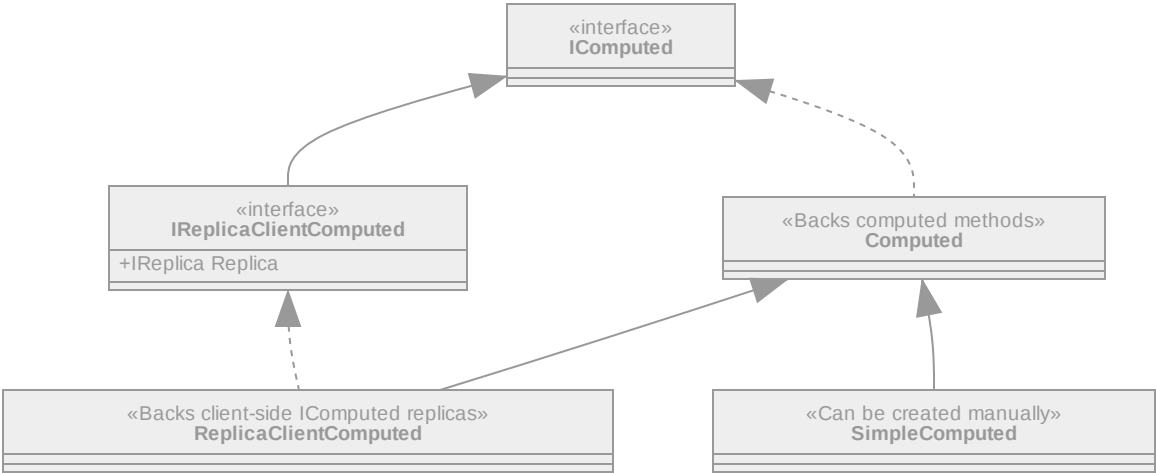 «interface»
IComputed
«interface»
IReplicaClientComputed
+IReplica Replica
«Backs computed methods»
Computed
«Backs client-side IComputed replicas»
ReplicaClientComputed
«Can be created manually»
SimpleComputed